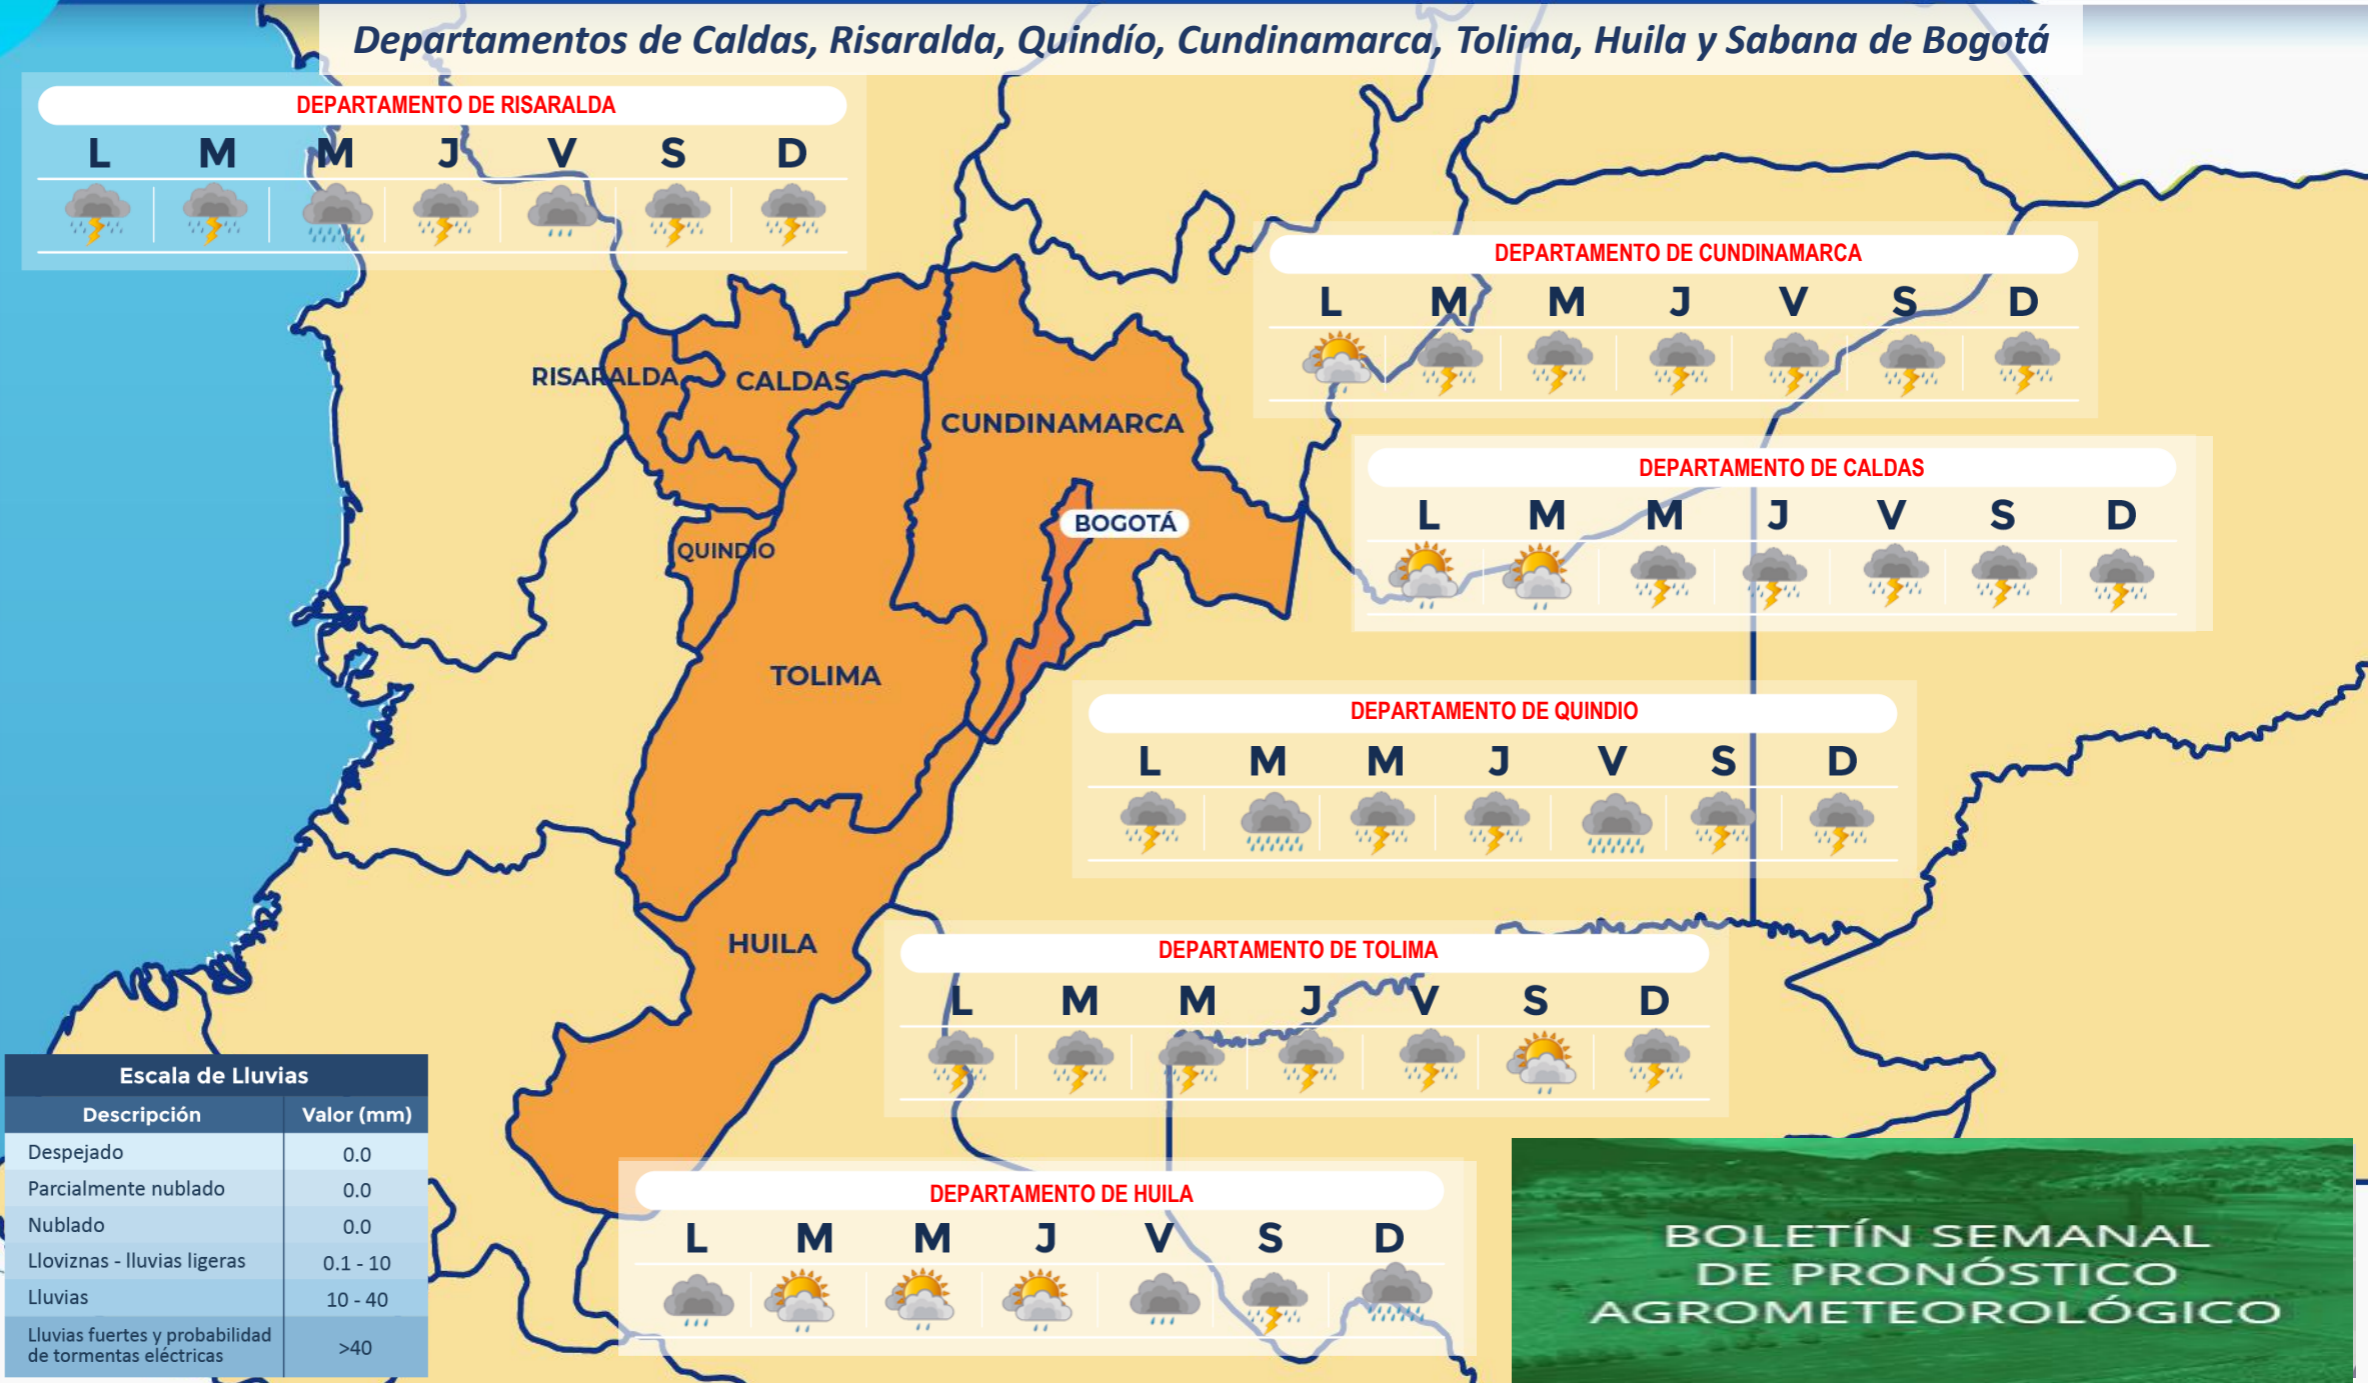 Departamentos de Caldas, Risaralda, Quindío, Cundinamarca, Tolima, Huila y Sabana de Bogotá
DEPARTAMENTO DE RISARALDA
L M M J V S D
DEPARTAMENTO DE CUNDINAMARCA
L M M J V S D
RISARALDA
CALDAS
CUNDINAMARCA
DEPARTAMENTO DE CALDAS
L M M J V S D
BOGOTÁ
QUINDIO
TOLIMA
DEPARTAMENTO DE QUINDIO
L M M J V S D
HUILA
DEPARTAMENTO DE TOLIMA
L M M J V S D
DEPARTAMENTO DE HUILA
L M M J V S D
Escala de Lluvias
Descripción Valor (mm)
Despejado 0.0
Parcialmente nublado 0.0
Nublado 0.0
Lloviznas - lluvias ligeras 0.1 - 10
Lluvias 10 - 40
Lluvias fuertes y probabilidad
de tormentas eléctricas >40
BOLETÍN SEMANAL
DE PRONÓSTICO
AGROMETEOROLÓGICO